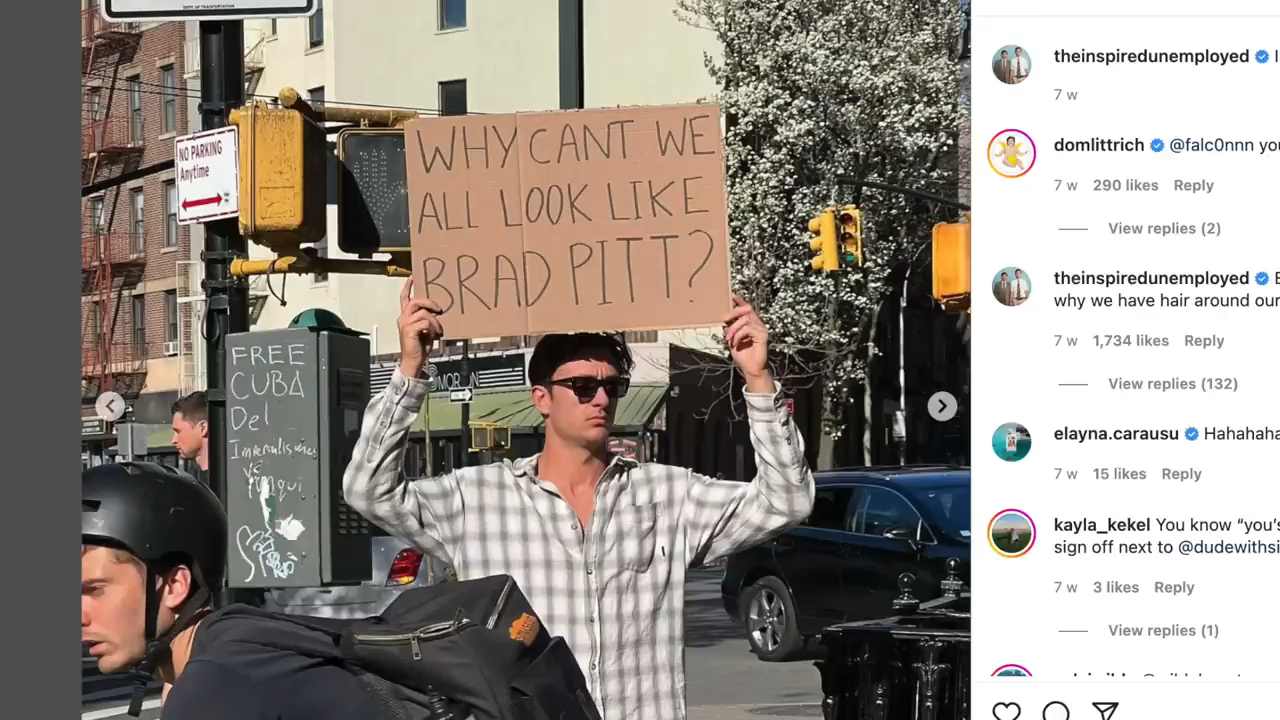 DEPT. OF TRASPORTATION
NO PARKING
Anytime
WHY CANT WE
ALL LOOK LIKE
BRAD PITT?
FREE
CUBA
Del
theinspiredunemployed
7 w
domlittrich @falc0nnn
7 w 290 likes Reply
View replies (2)
theinspiredunemployed
why we have hair around our
7 w 1,734 likes Reply
View replies (132)
elayna.carausu Hahahaha
7 w 15 likes Reply
kayla_kekel You know “you’s
sign off next to @dudewithsi
7 w 3 likes Reply
View replies (1)